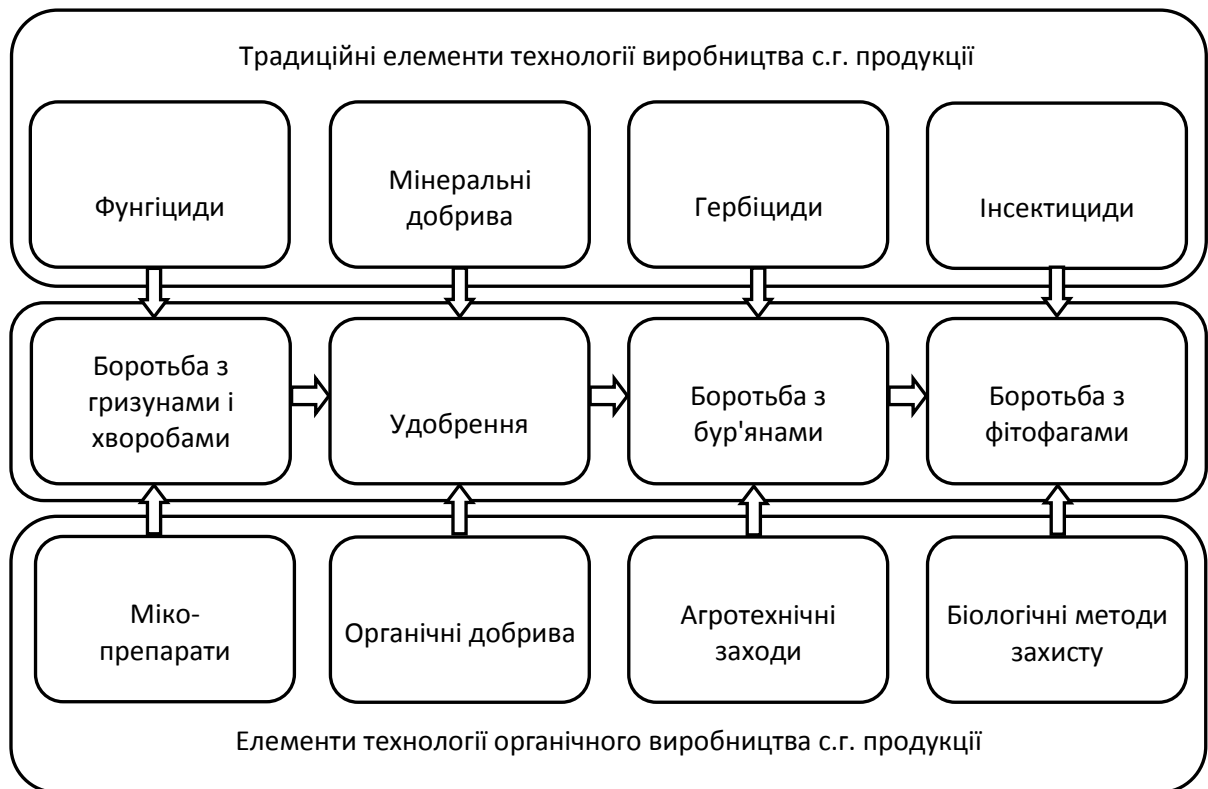 Традиційні елементи технології виробництва с.г. продукції
Фунгіциди
Мінеральні
добрива
Гербіциди
Інсектициди
Боротьба з
гризунами і
хворобами
Удобрення
Боротьба з
бур'янами
Боротьба з
фітофагами
Міко-
препарати
Органічні добрива
Агротехнічні
заходи
Біологічні методи
захисту
Елементи технології органічного виробництва с.г. продукції